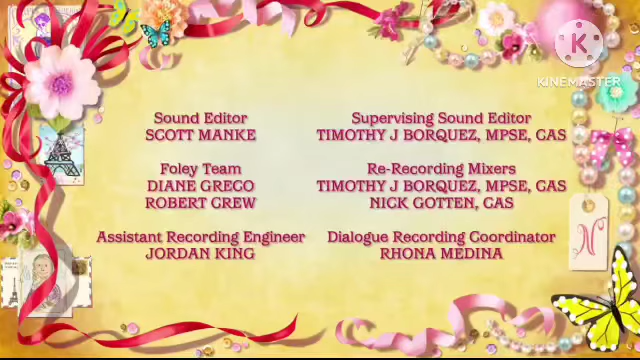 K
KINEMASTER
Sound Editor
SCOTT MANKE
Supervising Sound Editor
TIMOTHY J BORQUEZ, MPSE, CAS
Foley Team
DIANE GRECO
ROBERT CREW
Re-Recording Mixers
TIMOTHY J BORQUEZ, MPSE, CAS
NICK GOTTEN, CAS
Assistant Recording Engineer
JORDAN KING
Dialogue Recording Coordinator
RHONA MEDINA
N